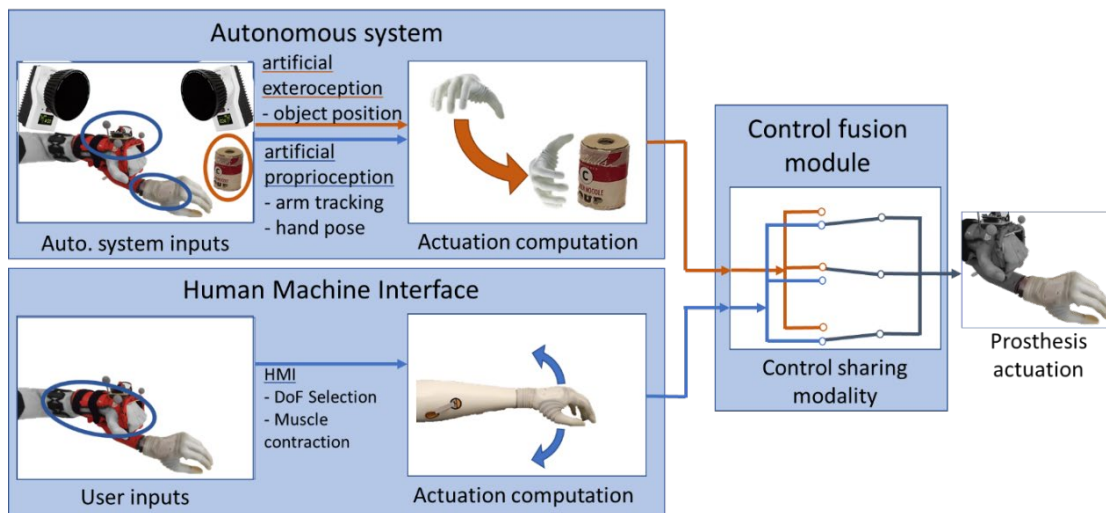 Autonomous system
artificial
exteroception
- object position
artificial
proprioception
- arm tracking
- hand pose
Auto. system inputs
C
Actuation computation
Human Machine Interface
HMI
- DoF Selection
- Muscle
contraction
User inputs
Actuation computation
Control fusion
module
Control sharing
modality
Prosthesis
actuation